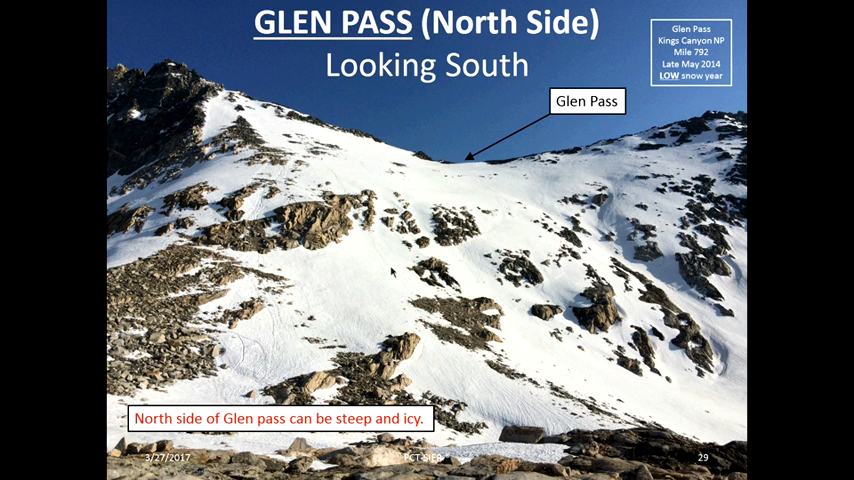 GLEN PASS (North Side)
Looking South
Glen Pass
Kings Canyon NP
Mile 792
Late May 2014
LOW snow year
Glen Pass
North side of Glen pass can be steep and icy.
3/27/2017
29